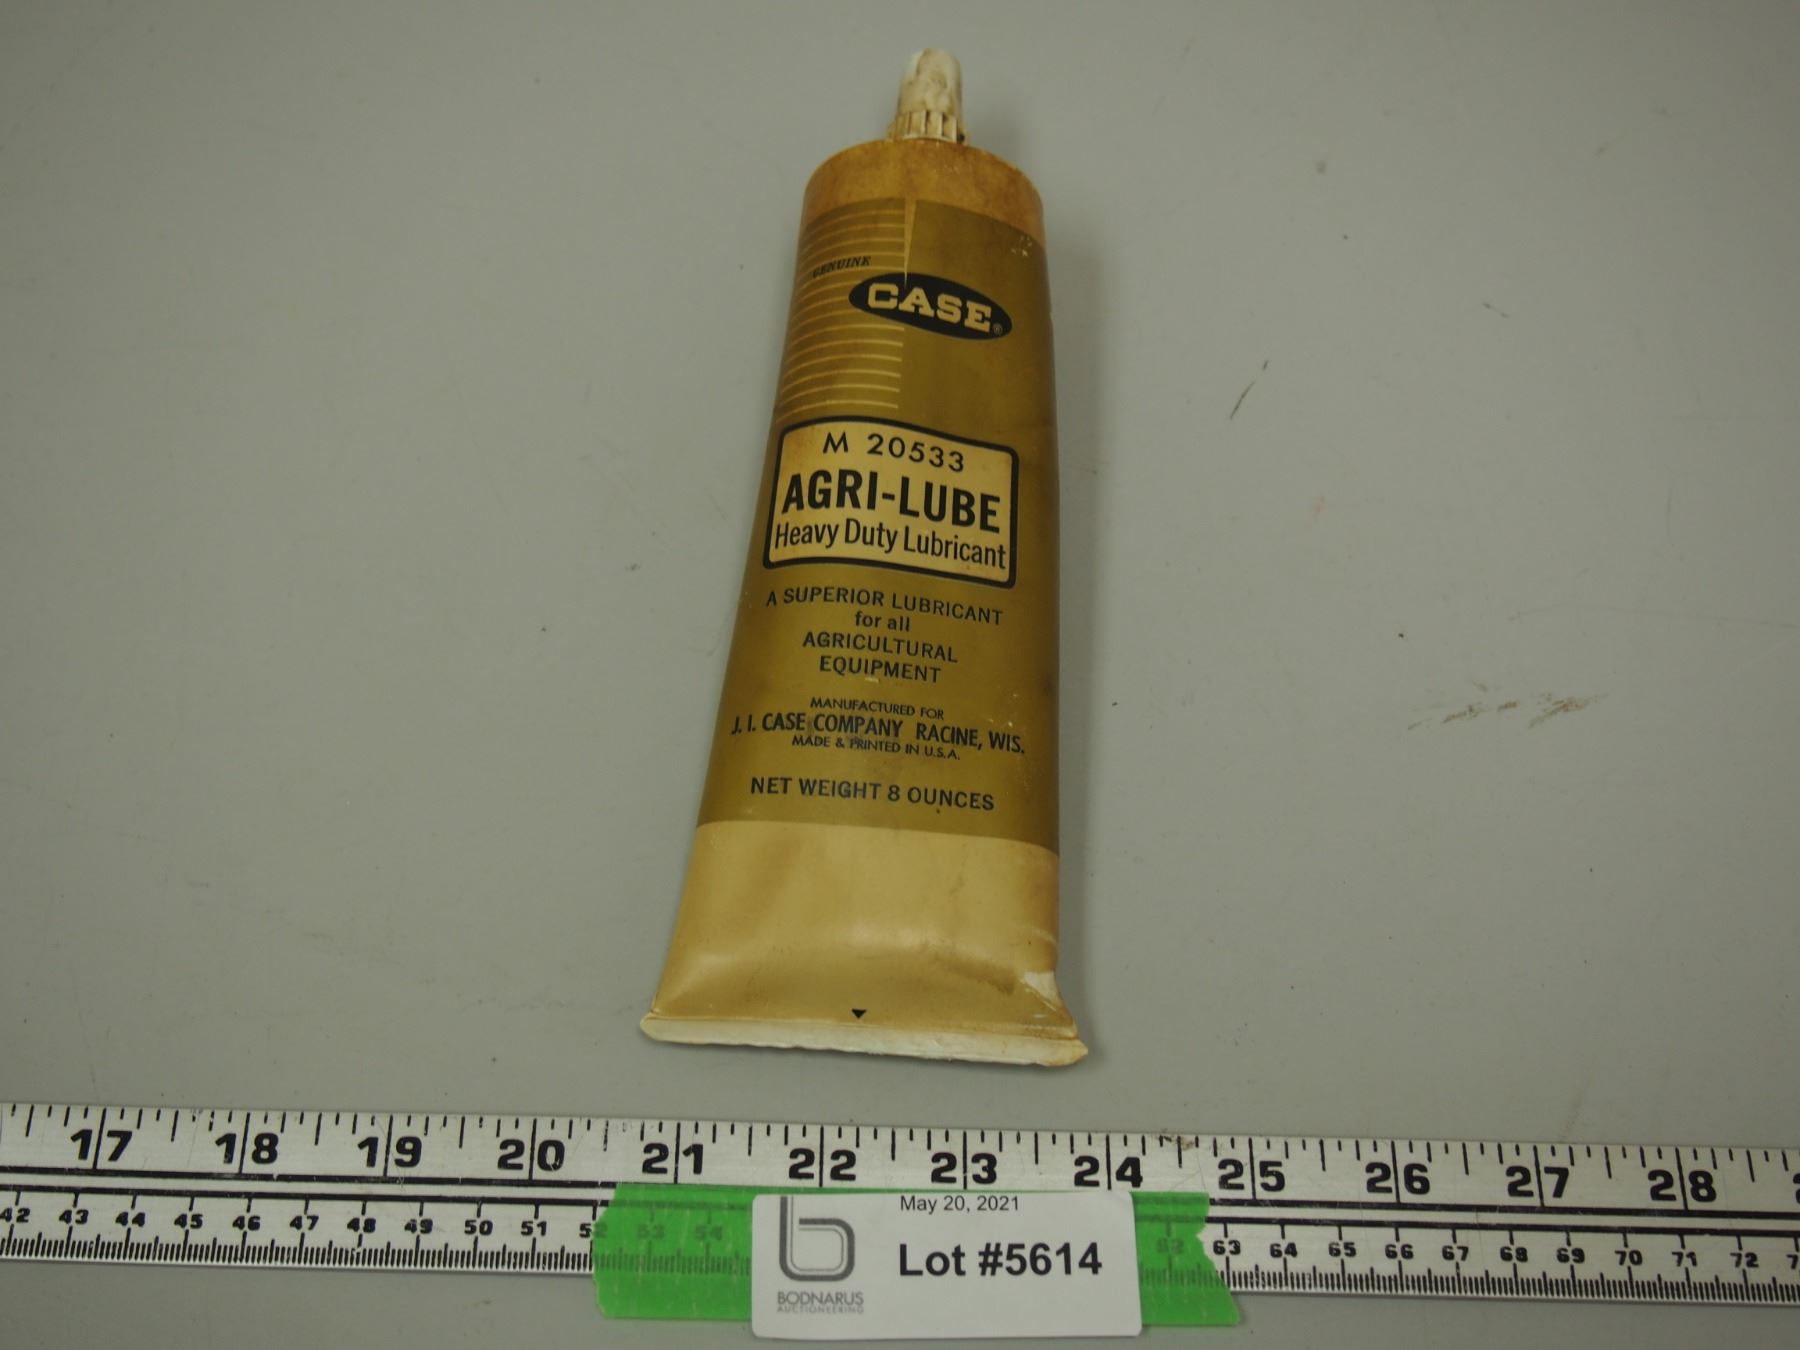 GENUINE
CASE®
M 20533
AGRI-LUBE
Heavy Duty Lubricant
A SUPERIOR LUBRICANT
for all
AGRICULTURAL
EQUIPMENT
MANUFACTURED FOR
J. I. CASE COMPANY RACINE, WIS.
MADE & PRINTED IN U.S.A.
NET WEIGHT 8 OUNCES
17 18 19 20 21 22 23 24 25 26 27 28
42 43 44 45 46 47 48 49 50 51 52 53 54 62 63 64 65 66 67 68 69 70 71 72
May 20, 2021
Lot #5614
b
BODNARUS
AUCTIONEERING